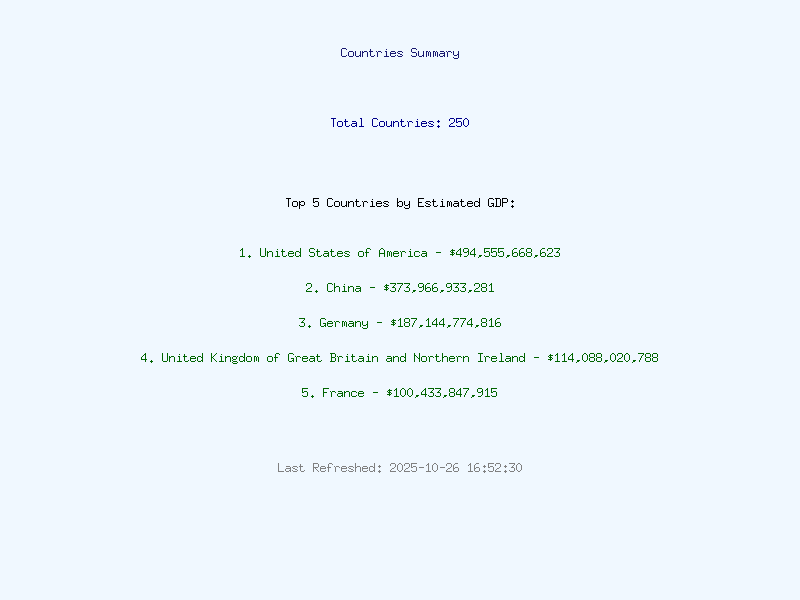 Countries Summary
Total Countries: 250
Top 5 Countries by Estimated GDP:
1. United States of America - $494,555,668,623
2. China - $373,966,933,281
3. Germany - $187,144,774,816
4. United Kingdom of Great Britain and Northern Ireland - $114,088,020,788
5. France - $100,433,847,915
Last Refreshed: 2025-10-26 16:52:30